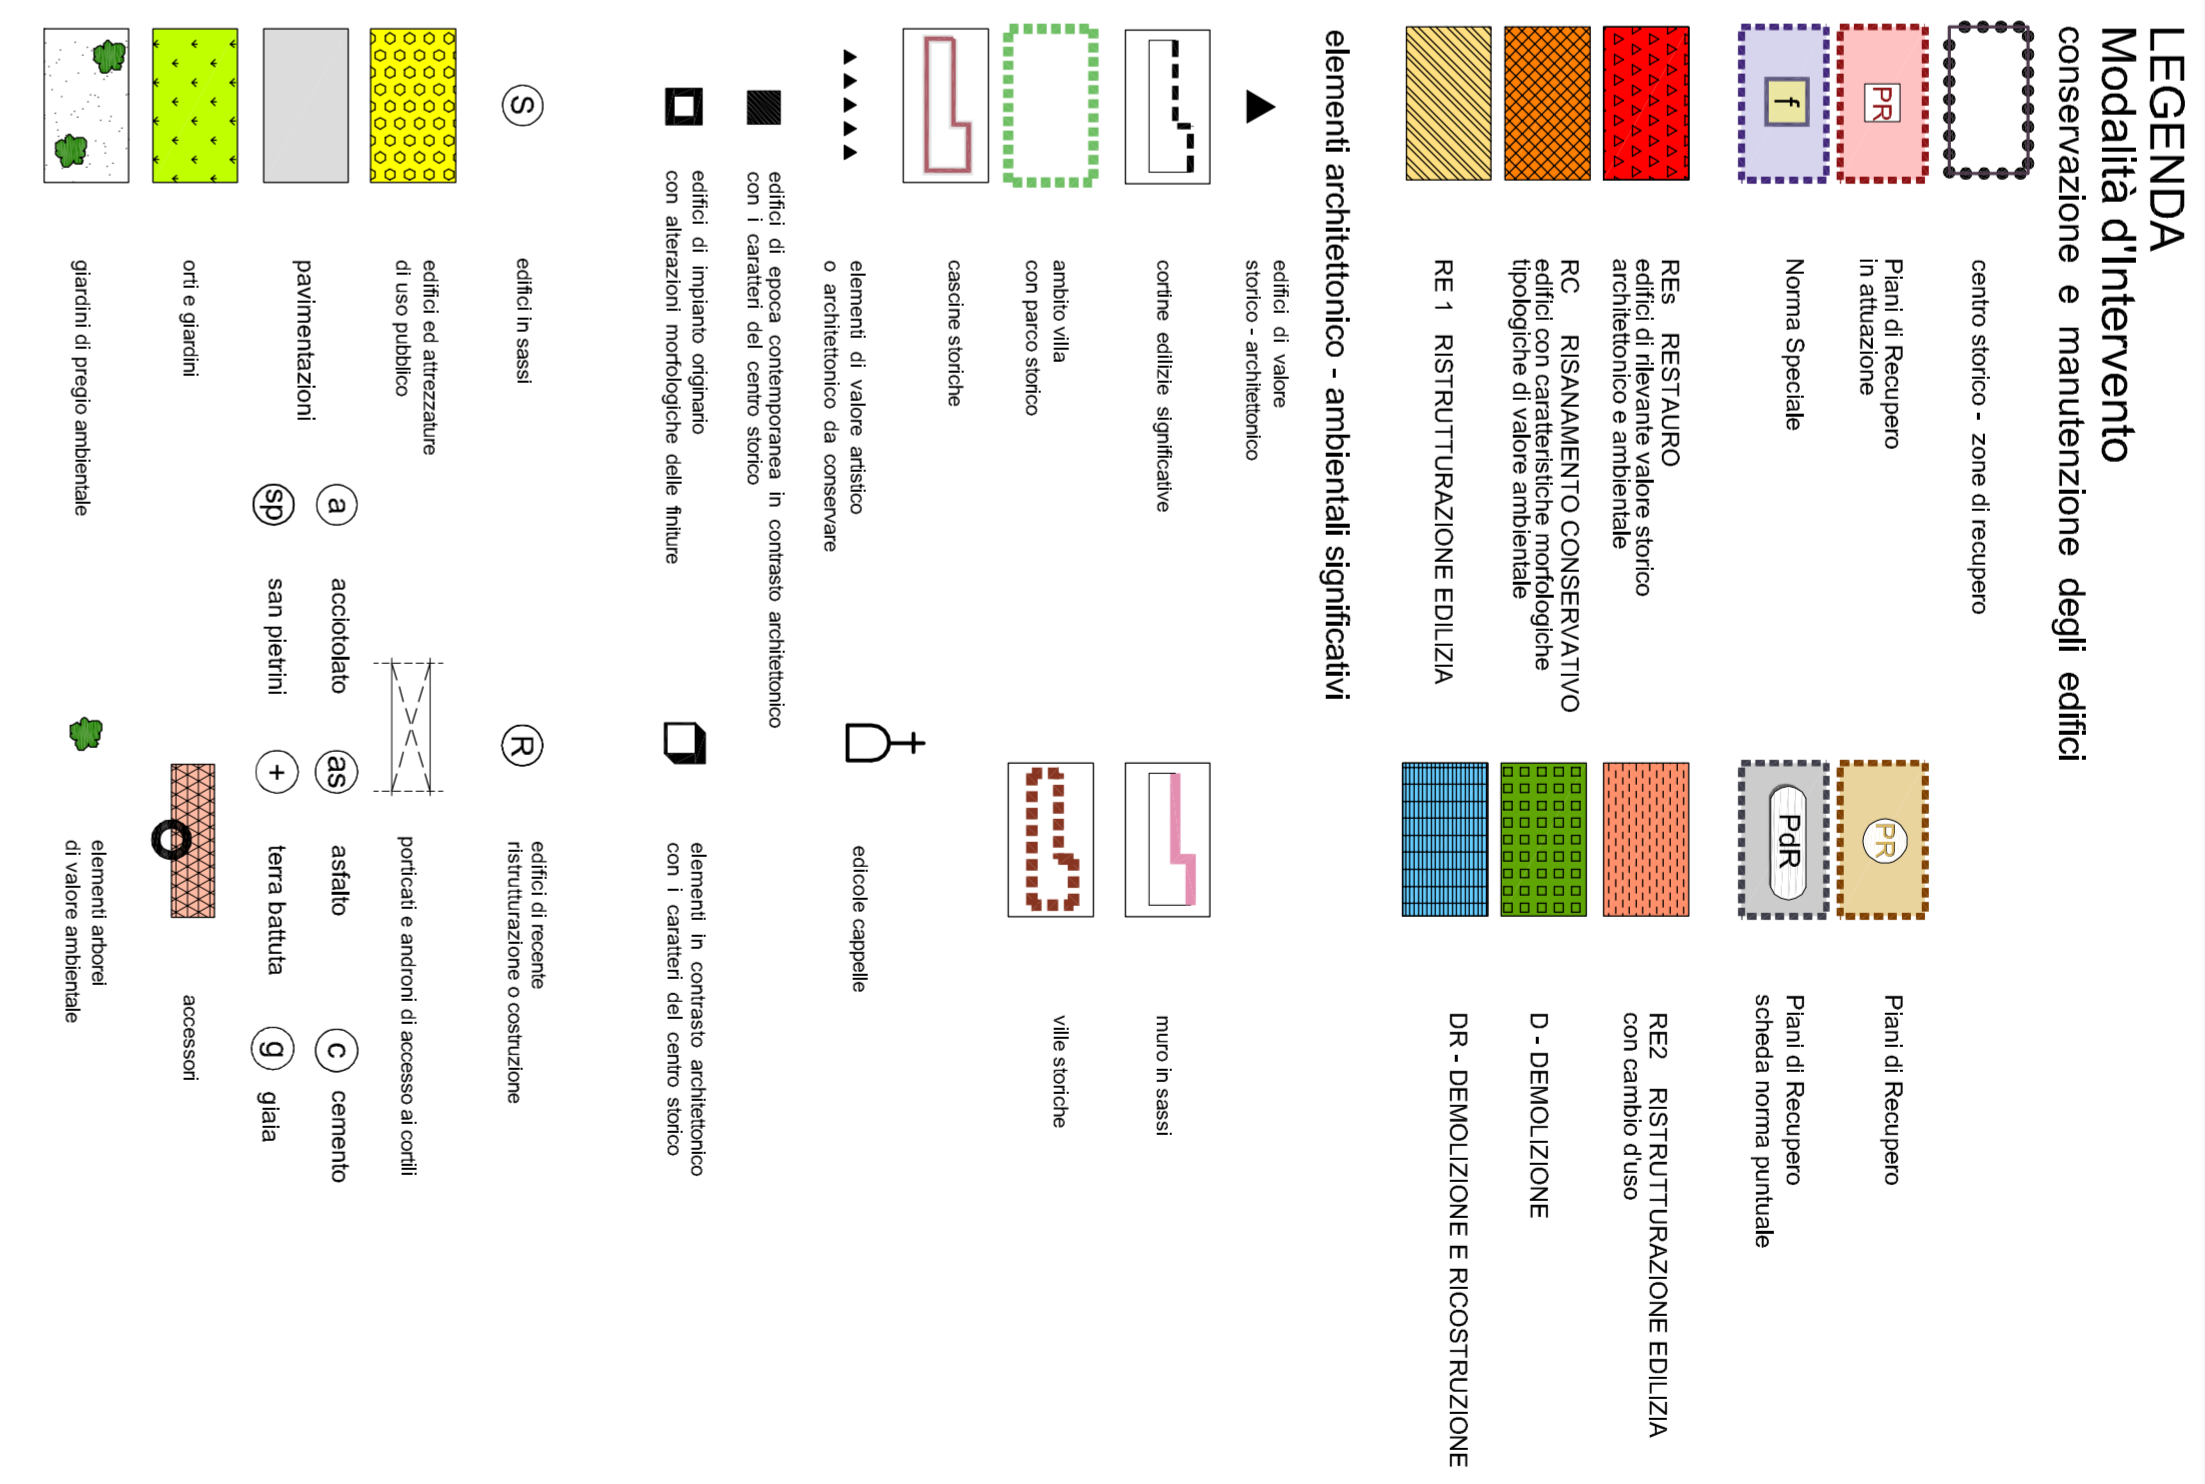 LEGENDA
Modalità d'Intervento
conservazione e manutenzione degli edifici
centro storico - zone di recupero
PR
Piani di Recupero
in attuazione
PR
Piani di Recupero
f
Norma Speciale
PdR
Piani di Recupero
scheda norma puntuale
REs RESTAURO
edifici di rilevante valore storico
architettonico e ambientale
RE2 RISTRUTTURAZIONE EDILIZIA
con cambio d'uso
RC RISANAMENTO CONSERVATIVO
edifici con caratteristiche morfologiche
tipologiche di valore ambientale
D - DEMOLIZIONE
RE 1 RISTRUTTURAZIONE EDILIZIA
DR - DEMOLIZIONE E RICOSTRUZIONE
elementi architettonico - ambientali significativi
edifici di valore
storico - architettonico
cortine edilizie significative
muro in sassi
ambito villa
con parco storico
ville storiche
cascine storiche
elementi di valore artistico
o architettonico da conservare
edicole cappelle
edifici di epoca contemporanea in contrasto architettonico
con i caratteri del centro storico
edifici di impianto originario
con alterazioni morfologiche delle finiture
elementi in contrasto architettonico
con i caratteri del centro storico
S
edifici in sassi
R
edifici di recente
ristrutturazione o costruzione
edifici ed attrezzature
di uso pubblico
porticati e androni di accesso ai cortili
pavimentazioni
a acciotolato as asfalto c cemento
sp san pietrini + terra battuta g giaia
orti e giardini
accessori
giardini di pregio ambientale
elementi arborei
di valore ambientale